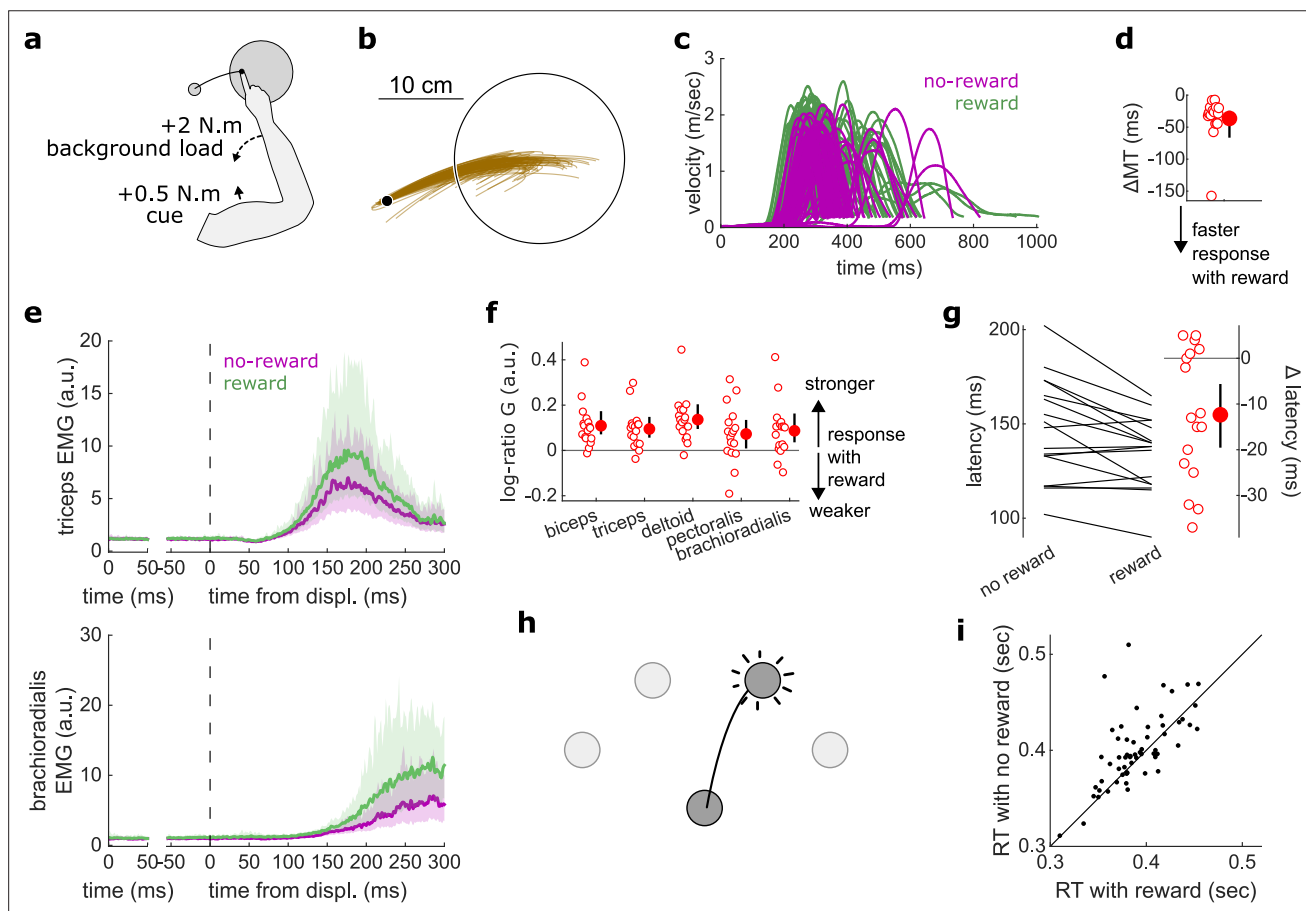 a
+2 N.m
background load
+0.5 N.m
cue
b
10 cm
c
no-reward
reward
velocity (m/sec)
3
2
1
0
0 200 400 600 800 1000
time (ms)
d
ΔMT (ms)
0
-50
-100
-150
faster
response
with reward
e
no-reward
reward
triceps EMG (a.u.)
20
15
10
5
0
0 50 -50 0 50 100 150 200 250 300
time (ms) time from displ. (ms)
brachioradialis
EMG (a.u.)
30
20
10
0
0 50 -50 0 50 100 150 200 250 300
time (ms) time from displ. (ms)
f
log-ratio G (a.u.)
0.4
0.2
0
-0.2
biceps
triceps
deltoid
pectoralis
brachioradialis
stronger
response
with
reward
weaker
g
latency (ms)
200
150
100
no reward
reward
0
-10
-20
-30
Δ latency (ms)
h
i
RT with no reward (sec)
0.5
0.4
0.3
0.3 0.4 0.5
RT with reward (sec)